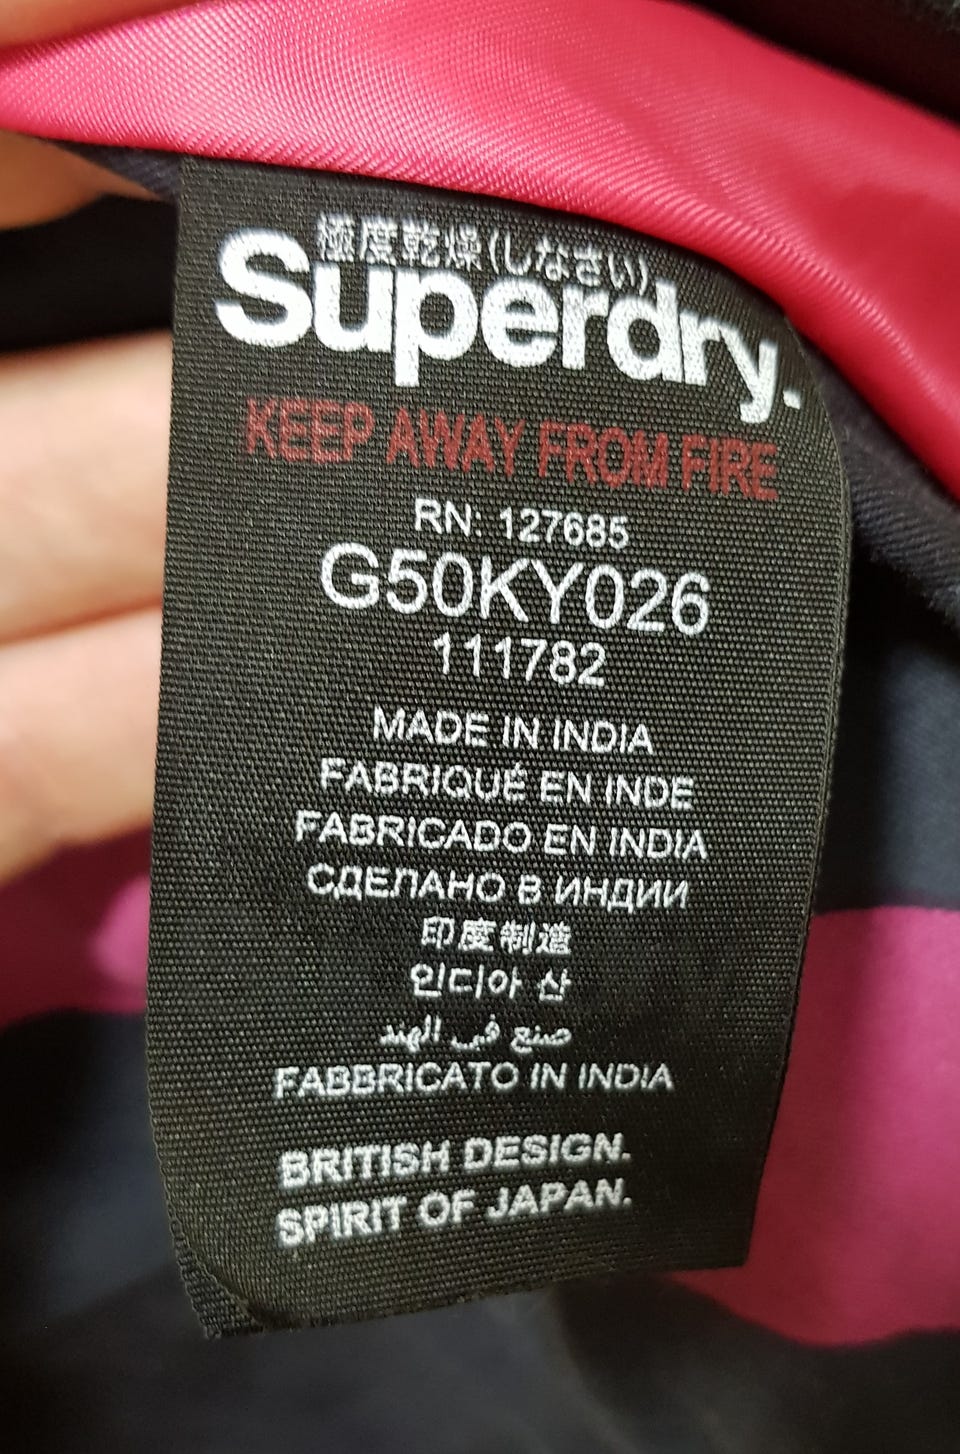 極度乾燥(しなさい)
Superdry.
KEEP AWAY FROM FIRE
RN: 127685
G50KY026
111782
MADE IN INDIA
FABRIQUÉ EN INDE
FABRICADO EN INDIA
СДЕЛАНО В ИНДИИ
印度制造
인디아 산
صنع في الهند
FABBRICATO IN INDIA
BRITISH DESIGN.
SPIRIT OF JAPAN.